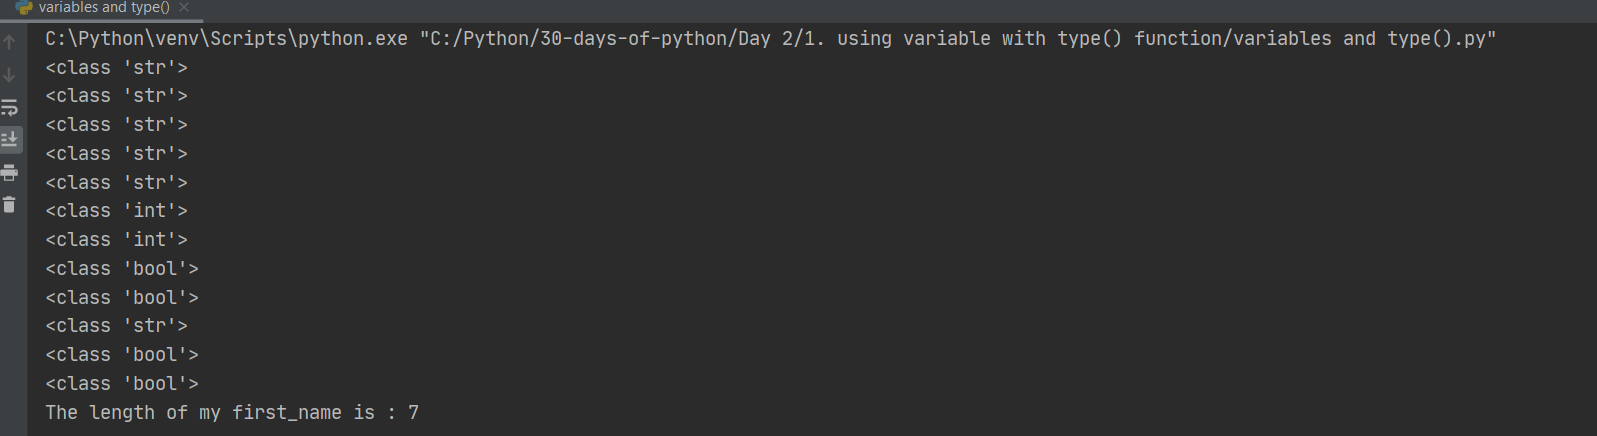 variables and type()
C:\Python\venv\Scripts\python.exe "C:/Python/30-days-of-python/Day 2/1. using variable with type() function/variables and type().py"
<class 'str'>
<class 'str'>
<class 'str'>
<class 'str'>
<class 'str'>
<class 'int'>
<class 'int'>
<class 'bool'>
<class 'bool'>
<class 'str'>
<class 'bool'>
<class 'bool'>
The length of my first_name is : 7